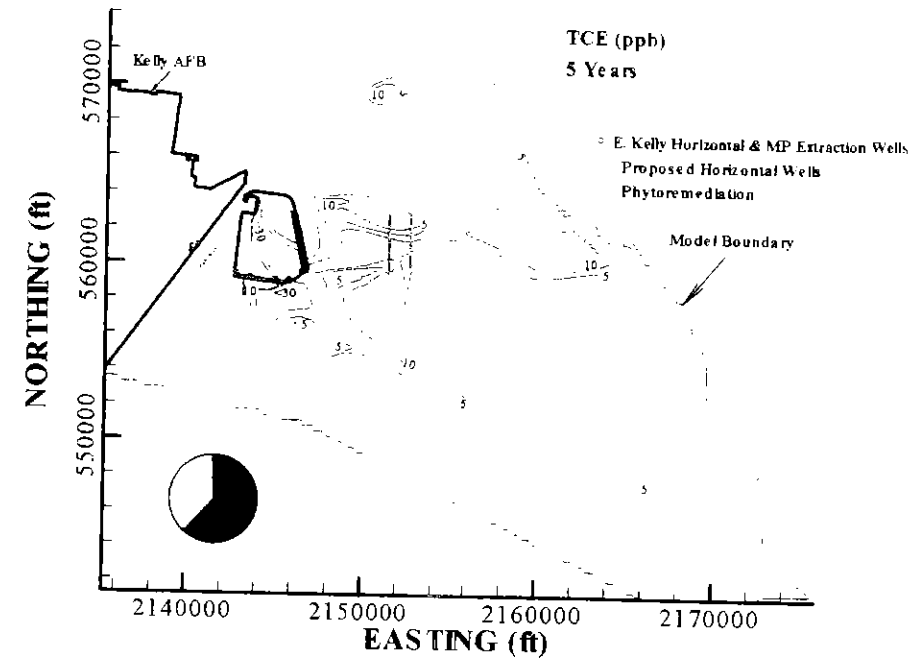 TCE (ppb)
5 Years
Kelly AFB
E. Kelly Horizontal & MP Extraction Wells
Proposed Horizontal Wells
Phytoremediation
Model Boundary
10
5
10
10
5
5
10
<30
5
5
10
5
5
NORTHING (ft)
570000
560000
550000
2140000
2150000
2160000
2170000
EASTING (ft)